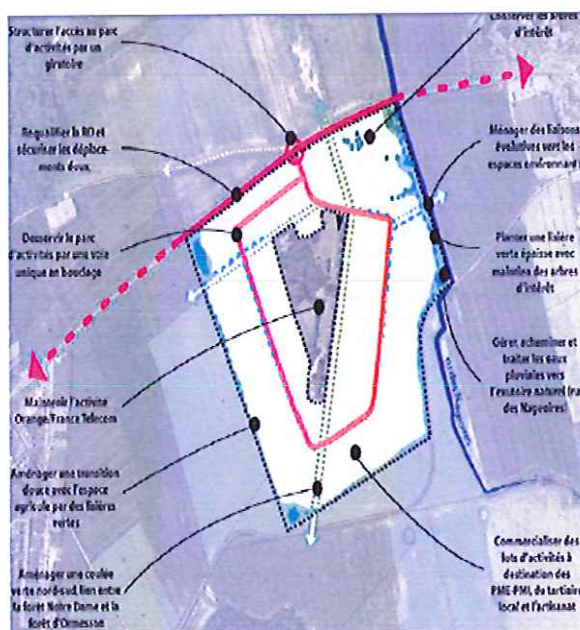 Structurer l'accès au parc
d'activités par un
giratoire
Requalifier la RD et
sécuriser les déplace-
ments doux,
Desservir le parc
d'activités par une voie
unique en bouclage
Maintenir l'activité
Orange/France Telecom
Aménager une transition
douce avec l'espace
agricole par des lisières
vertes
Aménager une coulée
verte nord-sud, lien entre
la forêt Notre Dame et la
forêt d'Ormesson
Conserver les arbres
d'intérêt
Ménager des liaisons
évolutives vers les
espaces environnant
Planter une lisière
verte épaisse avec
maintien des arbres
d'intérêt
Gérer, acheminer et
traiter les eaux
pluviales vers
l'exutoire naturel (ru
des Nageoires)
Commercialiser des
lots d'activités à
destination des
PME-PMI, du tertiaire
local et l'artisanat